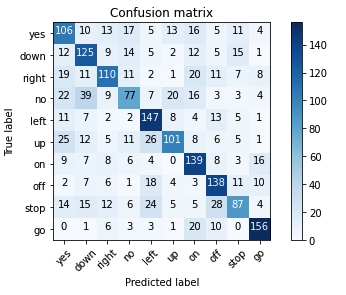 Confusion matrix
yes 106 10 13 17 5 13 16 5 11 4
down 12 125 9 14 5 2 12 5 15 1
right 19 11 110 11 2 1 20 11 7 8
no 22 39 9 77 7 20 16 3 3 4
left 11 7 2 2 147 8 4 13 5 1
up 25 12 5 11 26 101 8 6 5 1
on 9 7 8 6 4 0 139 8 3 16
off 2 7 6 1 18 4 3 138 11 10
stop 14 15 12 6 24 5 5 28 87 4
go 0 1 6 3 3 1 20 10 0 156
yes down right no left up on off stop go
Predicted label
True label
140
120
100
80
60
40
20
0